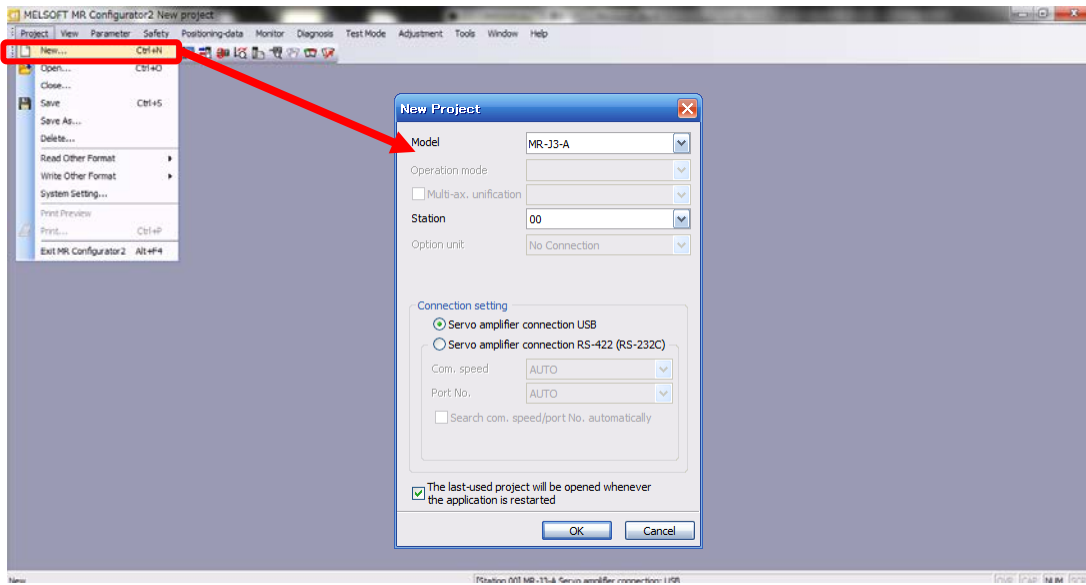 MELSOFT MR Configurator2 New project
Project View Parameter Safety Positioning-data Monitor Diagnosis Test Mode Adjustment Tools Window Help
New... Ctrl+N
Open... Ctrl+O
Close...
Save Ctrl+S
Save As...
Delete...
Read Other Format
Write Other Format
System Setting...
Print Preview
Print... Ctrl+P
Exit MR Configurator2 Alt+F4
New Project
Model MR-J3-A
Operation mode
Multi-ax. unification
Station 00
Option unit No Connection
Connection setting
Servo amplifier connection USB
Servo amplifier connection RS-422 (RS-232C)
Com. speed AUTO
Port No. AUTO
Search com. speed/port No. automatically
The last-used project will be opened whenever
the application is restarted
OK Cancel
New [Station 00] MR-J3-A Servo amplifier connection: USB OVR CAP NUM SCR